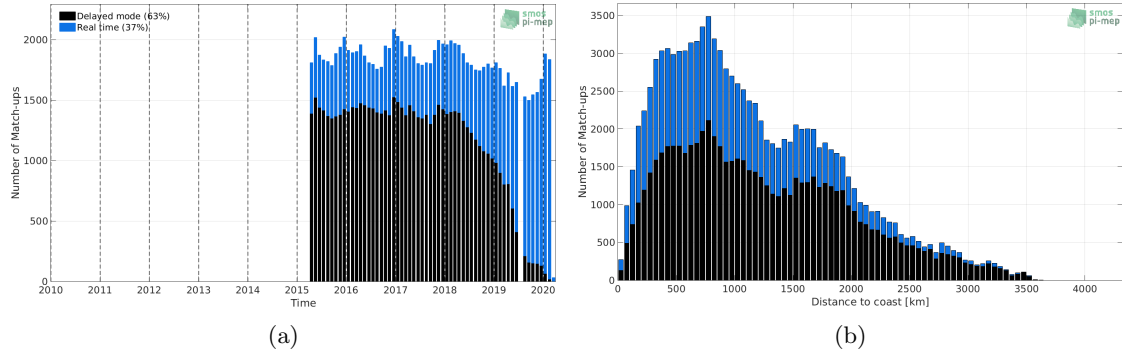 Delayed mode (63%)
Real time (37%)
smos
pi-mep
Number of Match-ups
2000
1500
1000
500
0
2010 2011 2012 2013 2014 2015 2016 2017 2018 2019 2020
Time
(a)
smos
pi-mep
Number of Match-ups
3500
3000
2500
2000
1500
1000
500
0
0 500 1000 1500 2000 2500 3000 3500 4000
Distance to coast [km]
(b)